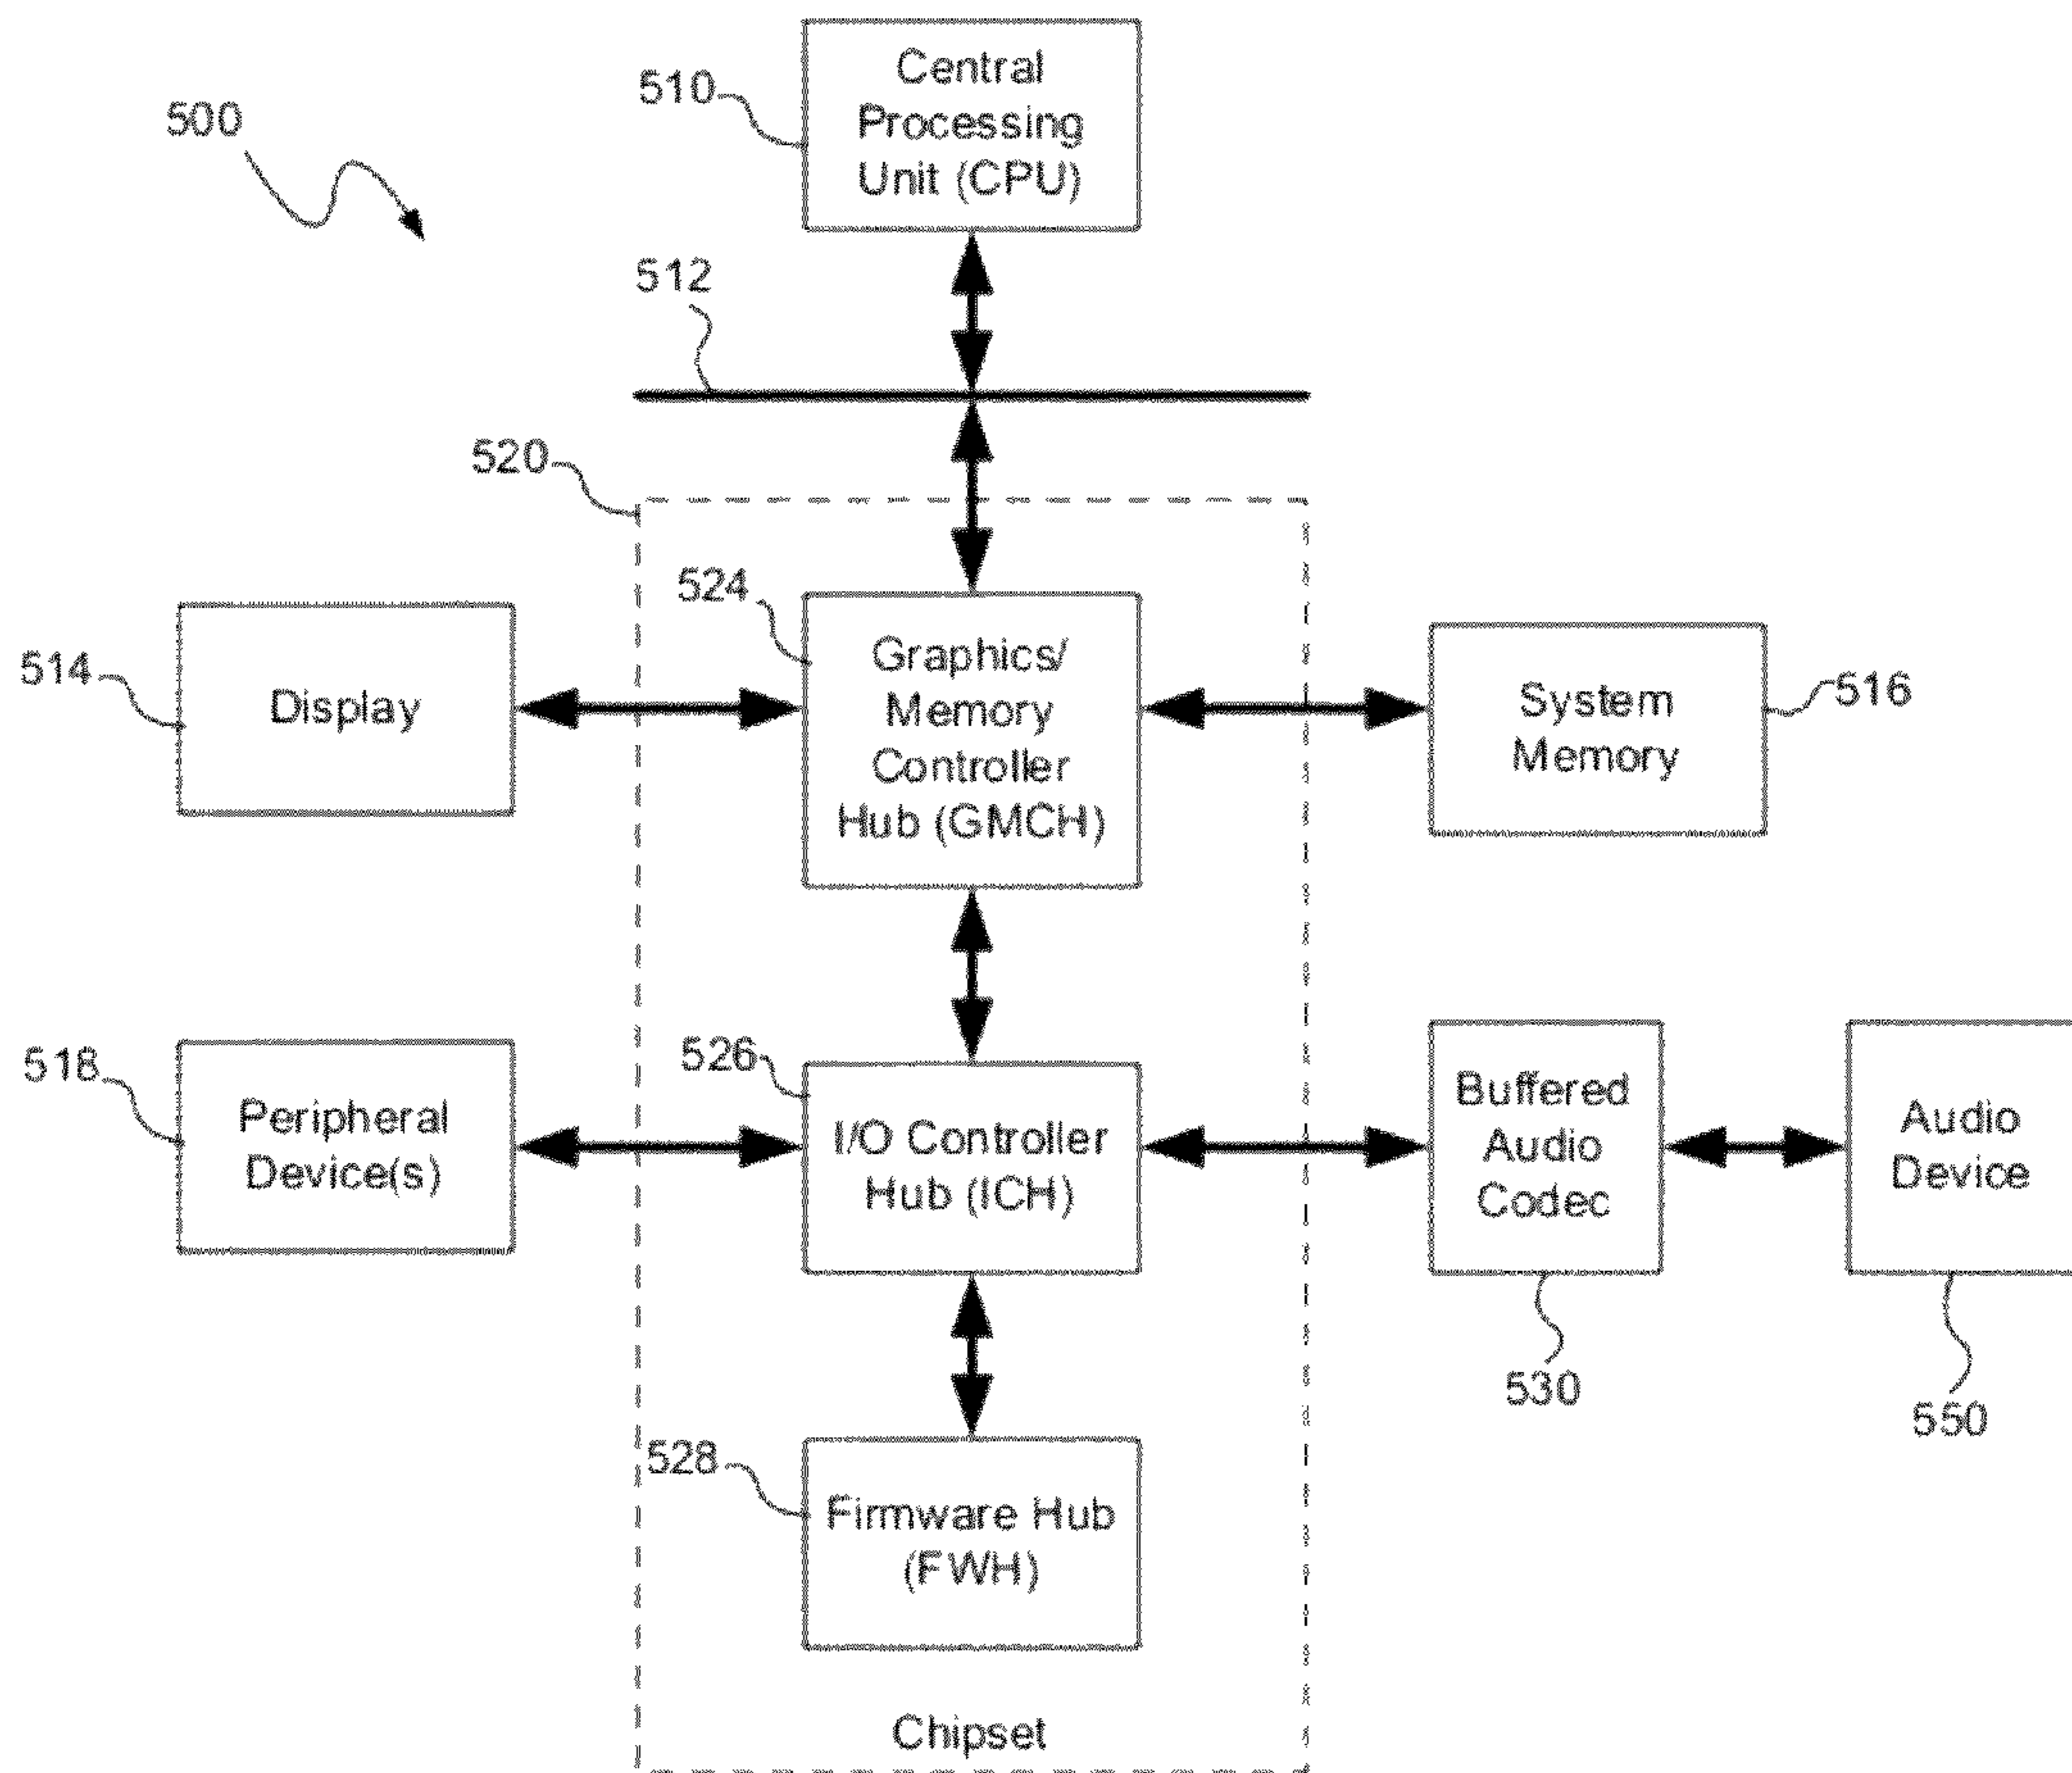 500
510
Central
Processing
Unit (CPU)
512
520
524
Graphics/
Memory
Controller
Hub (GMCH)
514
Display
System
Memory
516
518
Peripheral
Device(s)
526
I/O Controller
Hub (ICH)
Buffered
Audio
Codec
530
Audio
Device
550
528
Firmware Hub
(FWH)
Chipset